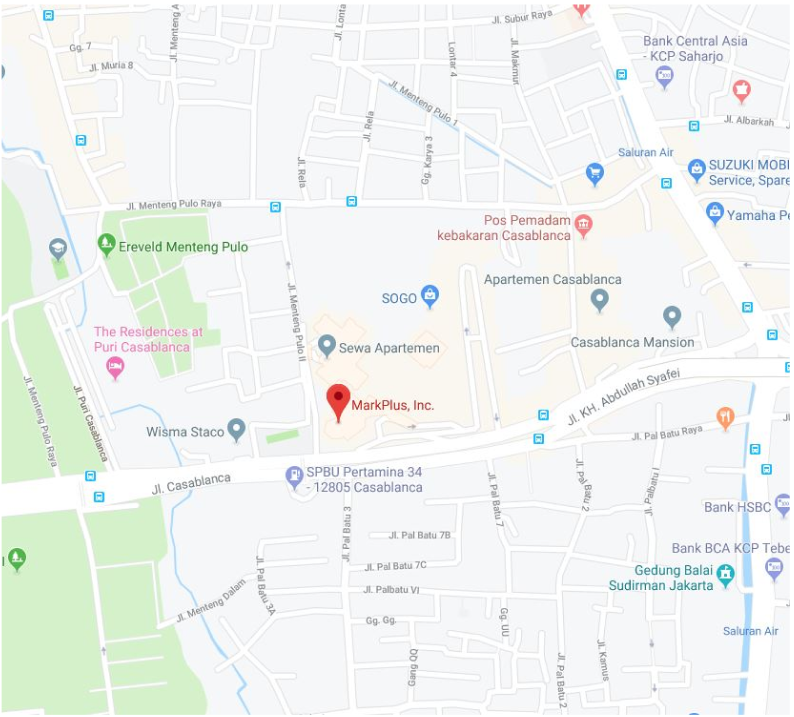 Jl. Subur Raya
Jl. Menteng A
Jl. Lonta
Gg. 7
Jl. Muria 8
Lontar 4
Jl. Makmur
Bank Central Asia
- KCP Saharjo
Jl. Menteng Pulo 1
Jl. Rela
Gg. Karya 3
Jl. Albarkah
Saluran Air
Jl. Rela
SUZUKI MOBI
Service, Spare
Jl. Menteng Pulo Raya
Yamaha Pe
Pos Pemadam
kebakaran Casablanca
Ereveld Menteng Pulo
Apartemen Casablanca
SOGO
Jl. Menteng Pulo II
The Residences at
Puri Casablanca
Sewa Apartemen
Casablanca Mansion
Jl. KH. Abdullah Syafei
MarkPlus, Inc.
Jl. Menteng Pulo Raya
Jl. Puri Casablanca
Wisma Staco
Jl. Pal Batu Raya
Jl. Casablanca
SPBU Pertamina 34
- 12805 Casablanca
Jl. Pal Batu 7
Jl. Pal Batu 2
Jl. Palbatu I
Bank HSBC
Jl. Pal Batu 3
Jl. Pal Batu 7B
Bank BCA KCP Tebe
Jl. Pal Batu 7C
Gedung Balai
Sudirman Jakarta
Jl. Pal Batu 3A
Jl. Palbatu VI
Jl. Menteng Dalam
Gg. Gg.
Gg. UU
Saluran Air
Gang QQ
Jl. Pal Batu 2
Jl. Kamus